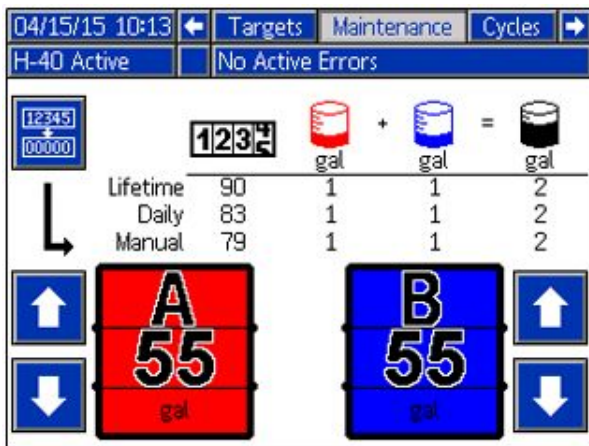 04/15/15 10:13 Targets Maintenance Cycles
H-40 Active No Active Errors
12345
00000
123
gal gal gal
Lifetime 90 1 1 2
Daily 83 1 1 2
Manual 79 1 1 2
A B
55 55
gal gal